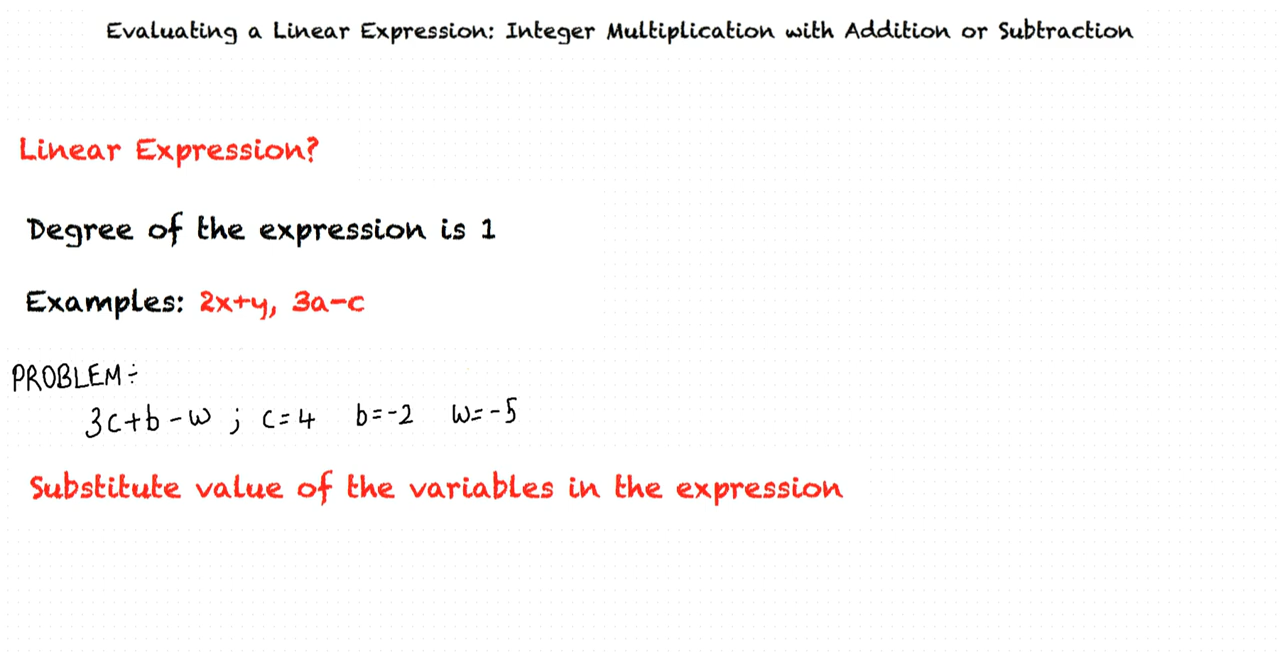 Evaluating a Linear Expression: Integer Multiplication with Addition or Subtraction
Linear Expression?
Degree of the expression is 1
Examples: 2x+y, 3a-c
PROBLEM÷
3c+b-w ; c=4 b=-2 w=-5
Substitute value of the variables in the expression